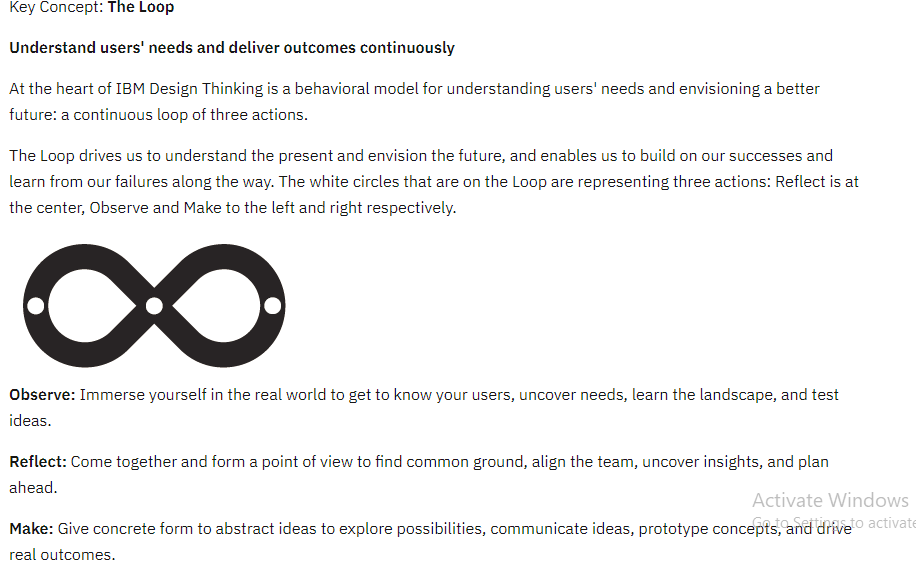 Key Concept: The Loop
Understand users' needs and deliver outcomes continuously
At the heart of IBM Design Thinking is a behavioral model for understanding users' needs and envisioning a better
future: a continuous loop of three actions.
The Loop drives us to understand the present and envision the future, and enables us to build on our successes and
learn from our failures along the way. The white circles that are on the Loop are representing three actions: Reflect is at
the center, Observe and Make to the left and right respectively.
Observe: Immerse yourself in the real world to get to know your users, uncover needs, learn the landscape, and test
ideas.
Reflect: Come together and form a point of view to find common ground, align the team, uncover insights, and plan
ahead.
Activate Windows
Go to Settings to activate
Make: Give concrete form to abstract ideas to explore possibilities, communicate ideas, prototype concepts, and drive
real outcomes.